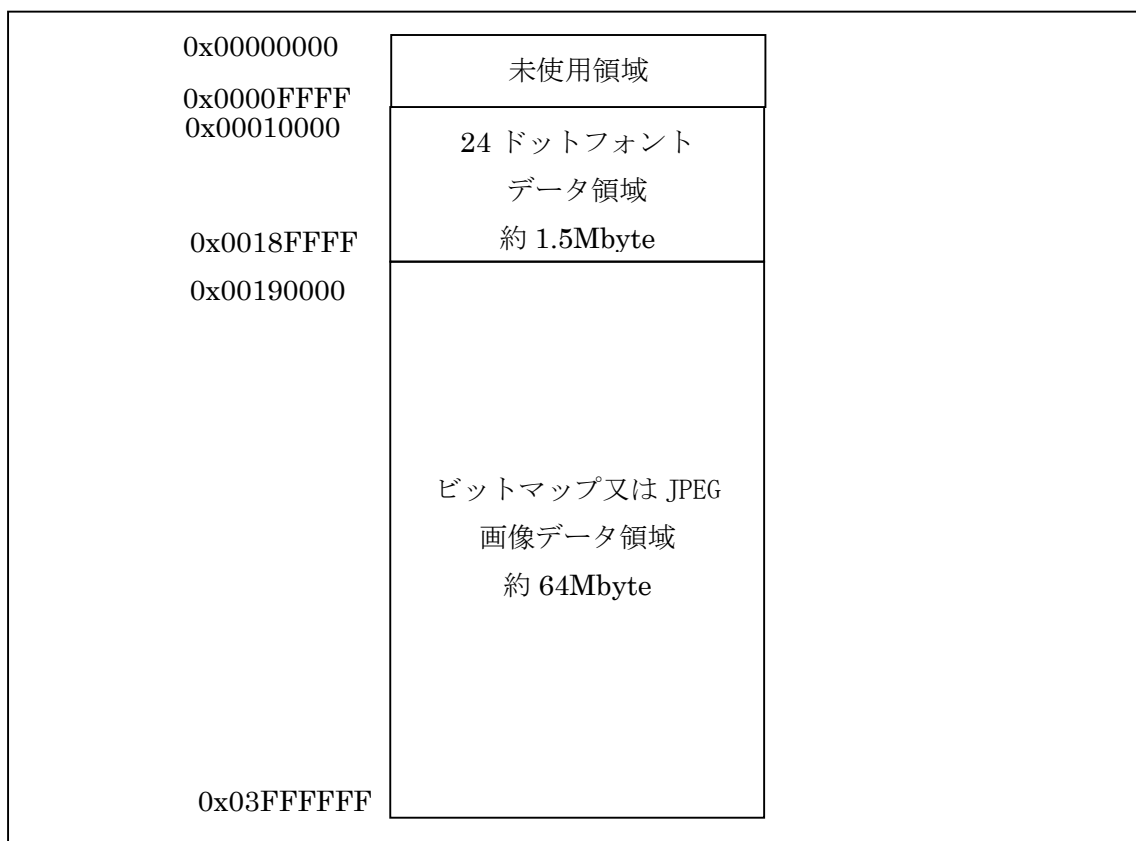 0x00000000
未使用領域
0x0000FFFF
0x00010000
24 ドットフォント
データ領域
約 1.5Mbyte
0x0018FFFF
0x00190000
ビットマップ又は JPEG
画像データ領域
約 64Mbyte
0x03FFFFFF